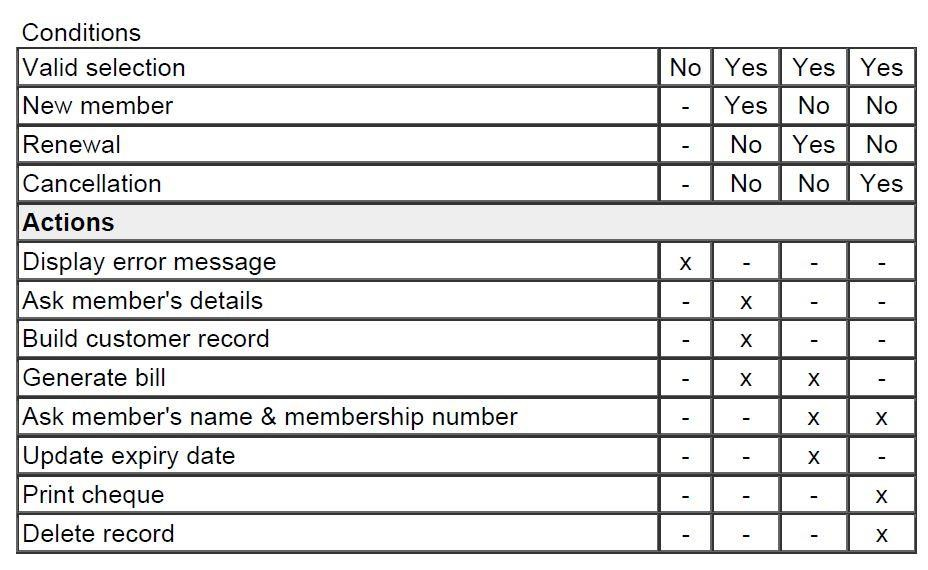 Conditions
Valid selection No Yes Yes Yes
New member - Yes No No
Renewal - No Yes No
Cancellation - No No Yes
Actions
Display error message x - - -
Ask member's details - x - -
Build customer record - x - -
Generate bill - x x -
Ask member's name & membership number - - x x
Update expiry date - - x -
Print cheque - - - x
Delete record - - - x